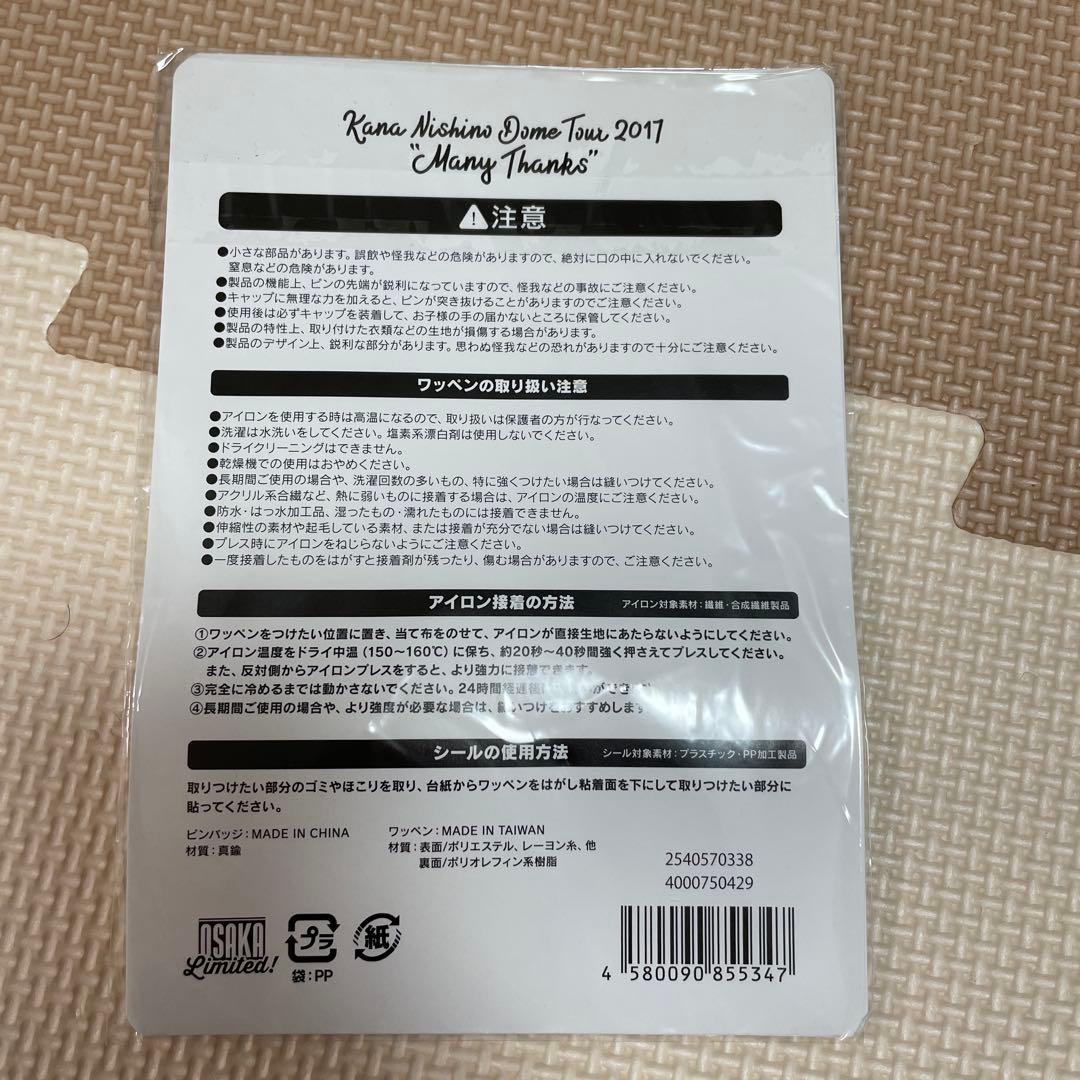 Kana Nishino Dome Tour 2017
"Many Thanks"
注意
●小さな部品があります。誤飲や怪我などの危険がありますので、絶対に口の中に入れないでください。
窒息などの危険があります。
●製品の機能上、ピンの先端が鋭利になっていますので、怪我などの事故にご注意ください。
●キャップに無理な力を加えると、ピンが突き抜けることがありますのでご注意ください。
●使用後は必ずキャップを装着して、お子様の手の届かないところに保管してください。
●製品の特性上、取り付けた衣類などの生地が損傷する場合があります。
●製品のデザイン上、鋭利な部分があります。思わぬ怪我などの恐れがありますので十分にご注意ください。
ワッペンの取り扱い注意
●アイロンを使用する時は高温になるので、取り扱いは保護者の方が行なってください。
●洗濯は水洗いをしてください。塩素系漂白剤は使用しないでください。
●ドライクリーニングはできません。
●乾燥機での使用はおやめください。
●長期間ご使用の場合や、洗濯回数の多いもの、特に強くつけたい場合は縫いつけてください。
●アクリル系合繊など、熱に弱いものに接着する場合は、アイロンの温度にご注意ください。
●防水・はっ水加工品、湿ったもの・濡れたものには接着できません。
●伸縮性の素材や起毛している素材、または接着が充分でない場合は縫いつけてください。
●プレス時にアイロンをねじらないようにご注意ください。
●一度接着したものをはがすと接着剤が残ったり、傷む場合がありますので、ご注意ください。
アイロン接着の方法 アイロン対象素材:繊維・合成繊維製品
①ワッペンをつけたい位置に置き、当て布をのせて、アイロンが直接生地にあたらないようにしてください。
②アイロン温度をドライ中温(150〜160℃)に保ち、約20秒〜40秒間強く押さえてプレスしてください。
また、反対側からアイロンプレスをすると、より強力に接着できます。
③完全に冷めるまでは動かさないでください。24時間経過後
④長期間ご使用の場合や、より強度が必要な場合は、縫いつけをおすすめします
シールの使用方法 シール対象素材:プラスチック・PP加工製品
取りつけたい部分のゴミやほこりを取り、台紙からワッペンをはがし粘着面を下にして取りつけたい部分に
貼ってください。
ピンバッジ:MADE IN CHINA
材質:真鍮
ワッペン:MADE IN TAIWAN
材質:表面/ポリエステル、レーヨン糸、他
裏面/ポリオレフィン系樹脂
2540570338
4000750429
OSAKA
Limited!
プラ
袋:PP
紙
4 580090 855347